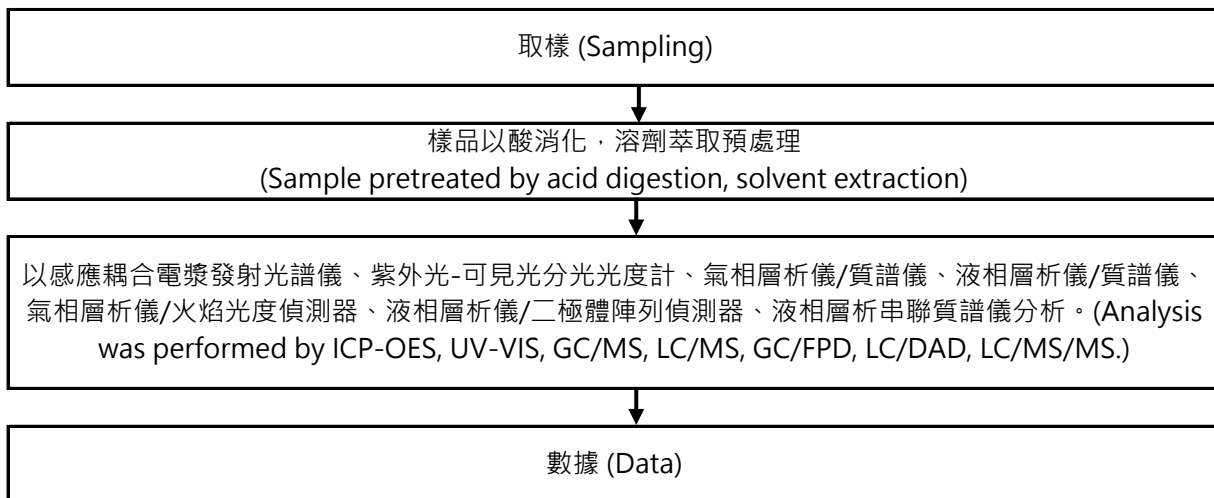 取樣 (Sampling)
樣品以酸消化，溶劑萃取預處理
(Sample pretreated by acid digestion, solvent extraction)
以感應耦合電漿發射光譜儀、紫外光-可見光分光光度計、氣相層析儀/質譜儀、液相層析儀/質譜儀、
氣相層析儀/火焰光度偵測器、液相層析儀/二極體陣列偵測器、液相層析串聯質譜儀分析。(Analysis
was performed by ICP-OES, UV-VIS, GC/MS, LC/MS, GC/FPD, LC/DAD, LC/MS/MS.)
數據 (Data)